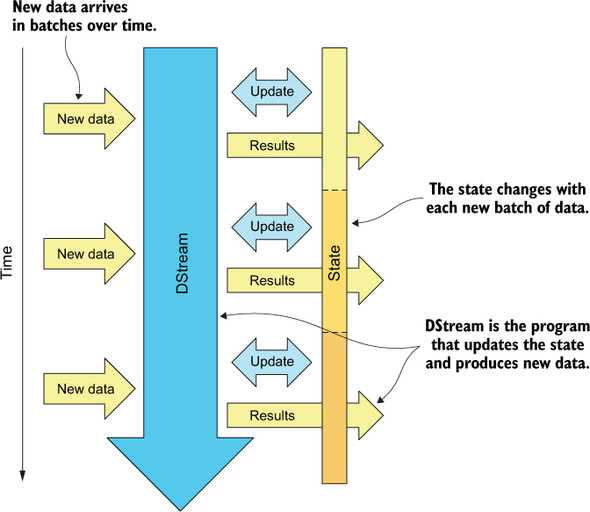 New data arrives
in batches over time.
Update
New data
Results
The state changes with
each new batch of data.
Update
Time
New data
DStream
State
Results
DStream is the program
that updates the state
and produces new data.
Update
New data
Results